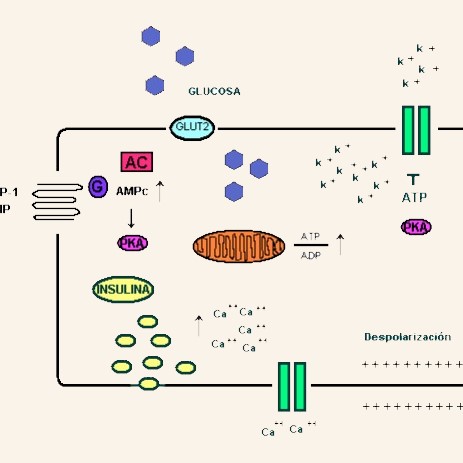 K +
K +
K +
K +
GLUCOSA
GLUT2
AC
G
AMPc
P-1
IP
PKA
K +
K +
K +
K +
K +
K +
K +
ATP
PKA
ATP
ADP
INSULINA
Ca ++ Ca ++
Ca ++
Ca ++ Ca ++
Despolarización
+ + + + + + + + + + + +
+ + + + + + + + + + + +
Ca ++ Ca ++